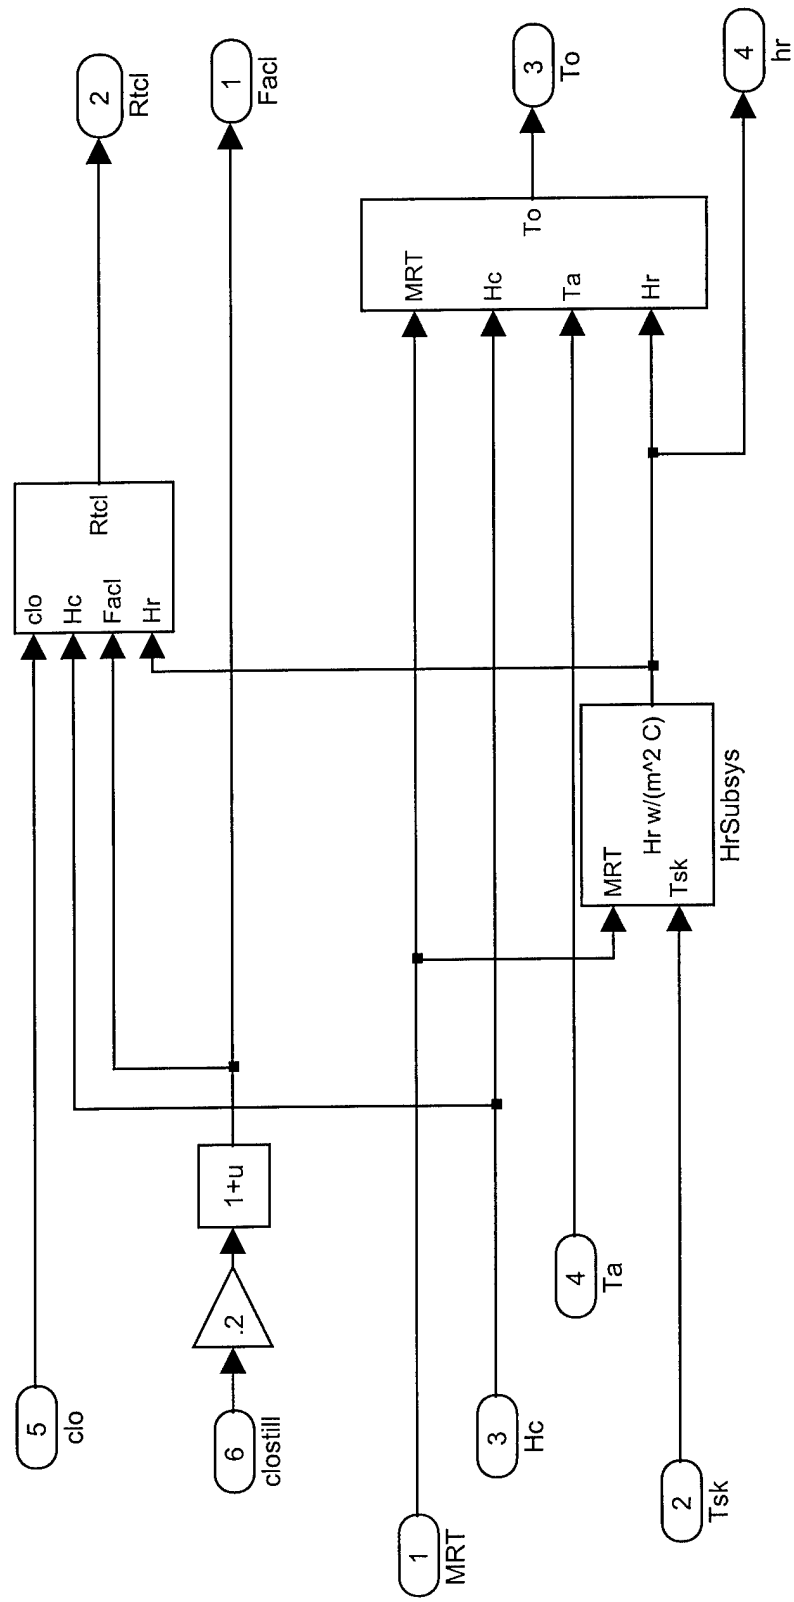 5
clo
6
clostill
.2
1+u
clo
Hc
Facl
Hr
Rtcl
2
Rtcl
1
Facl
1
MRT
3
Hc
4
Ta
2
Tsk
MRT
Tsk
Hr w/(m^2 C)
HrSubsys
MRT
Hc
Ta
Hr
To
3
To
4
hr